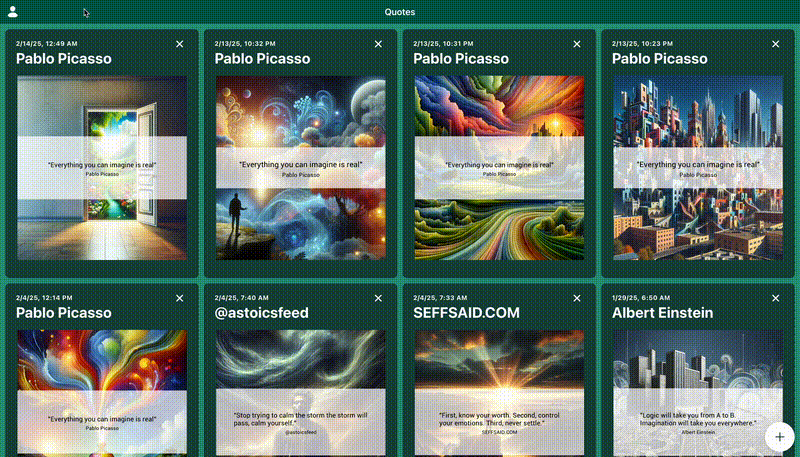 Quotes
2/14/25, 12:49 AM
Pablo Picasso
"Everything you can imagine is real"
Pablo Picasso
2/13/25, 10:32 PM
Pablo Picasso
"Everything you can imagine is real"
Pablo Picasso
2/13/25, 10:31 PM
Pablo Picasso
"Everything you can imagine is real"
Pablo Picasso
2/13/25, 10:23 PM
Pablo Picasso
"Everything you can imagine is real"
Pablo Picasso
2/4/25, 12:14 PM
Pablo Picasso
"Everything you can imagine is real"
Pablo Picasso
2/4/25, 7:40 AM
@astoicsfeed
"Stop trying to calm the storm the storm will
pass, calm yourself."
@astoicsfeed
2/4/25, 7:33 AM
SEFFSAID.COM
"First, know your worth. Second, control
your emotions. Third, never settle."
SEFFSAID.COM
1/29/25, 6:50 AM
Albert Einstein
"Logic will take you from A to B.
Imagination will take you everywhere."
Albert Einstein